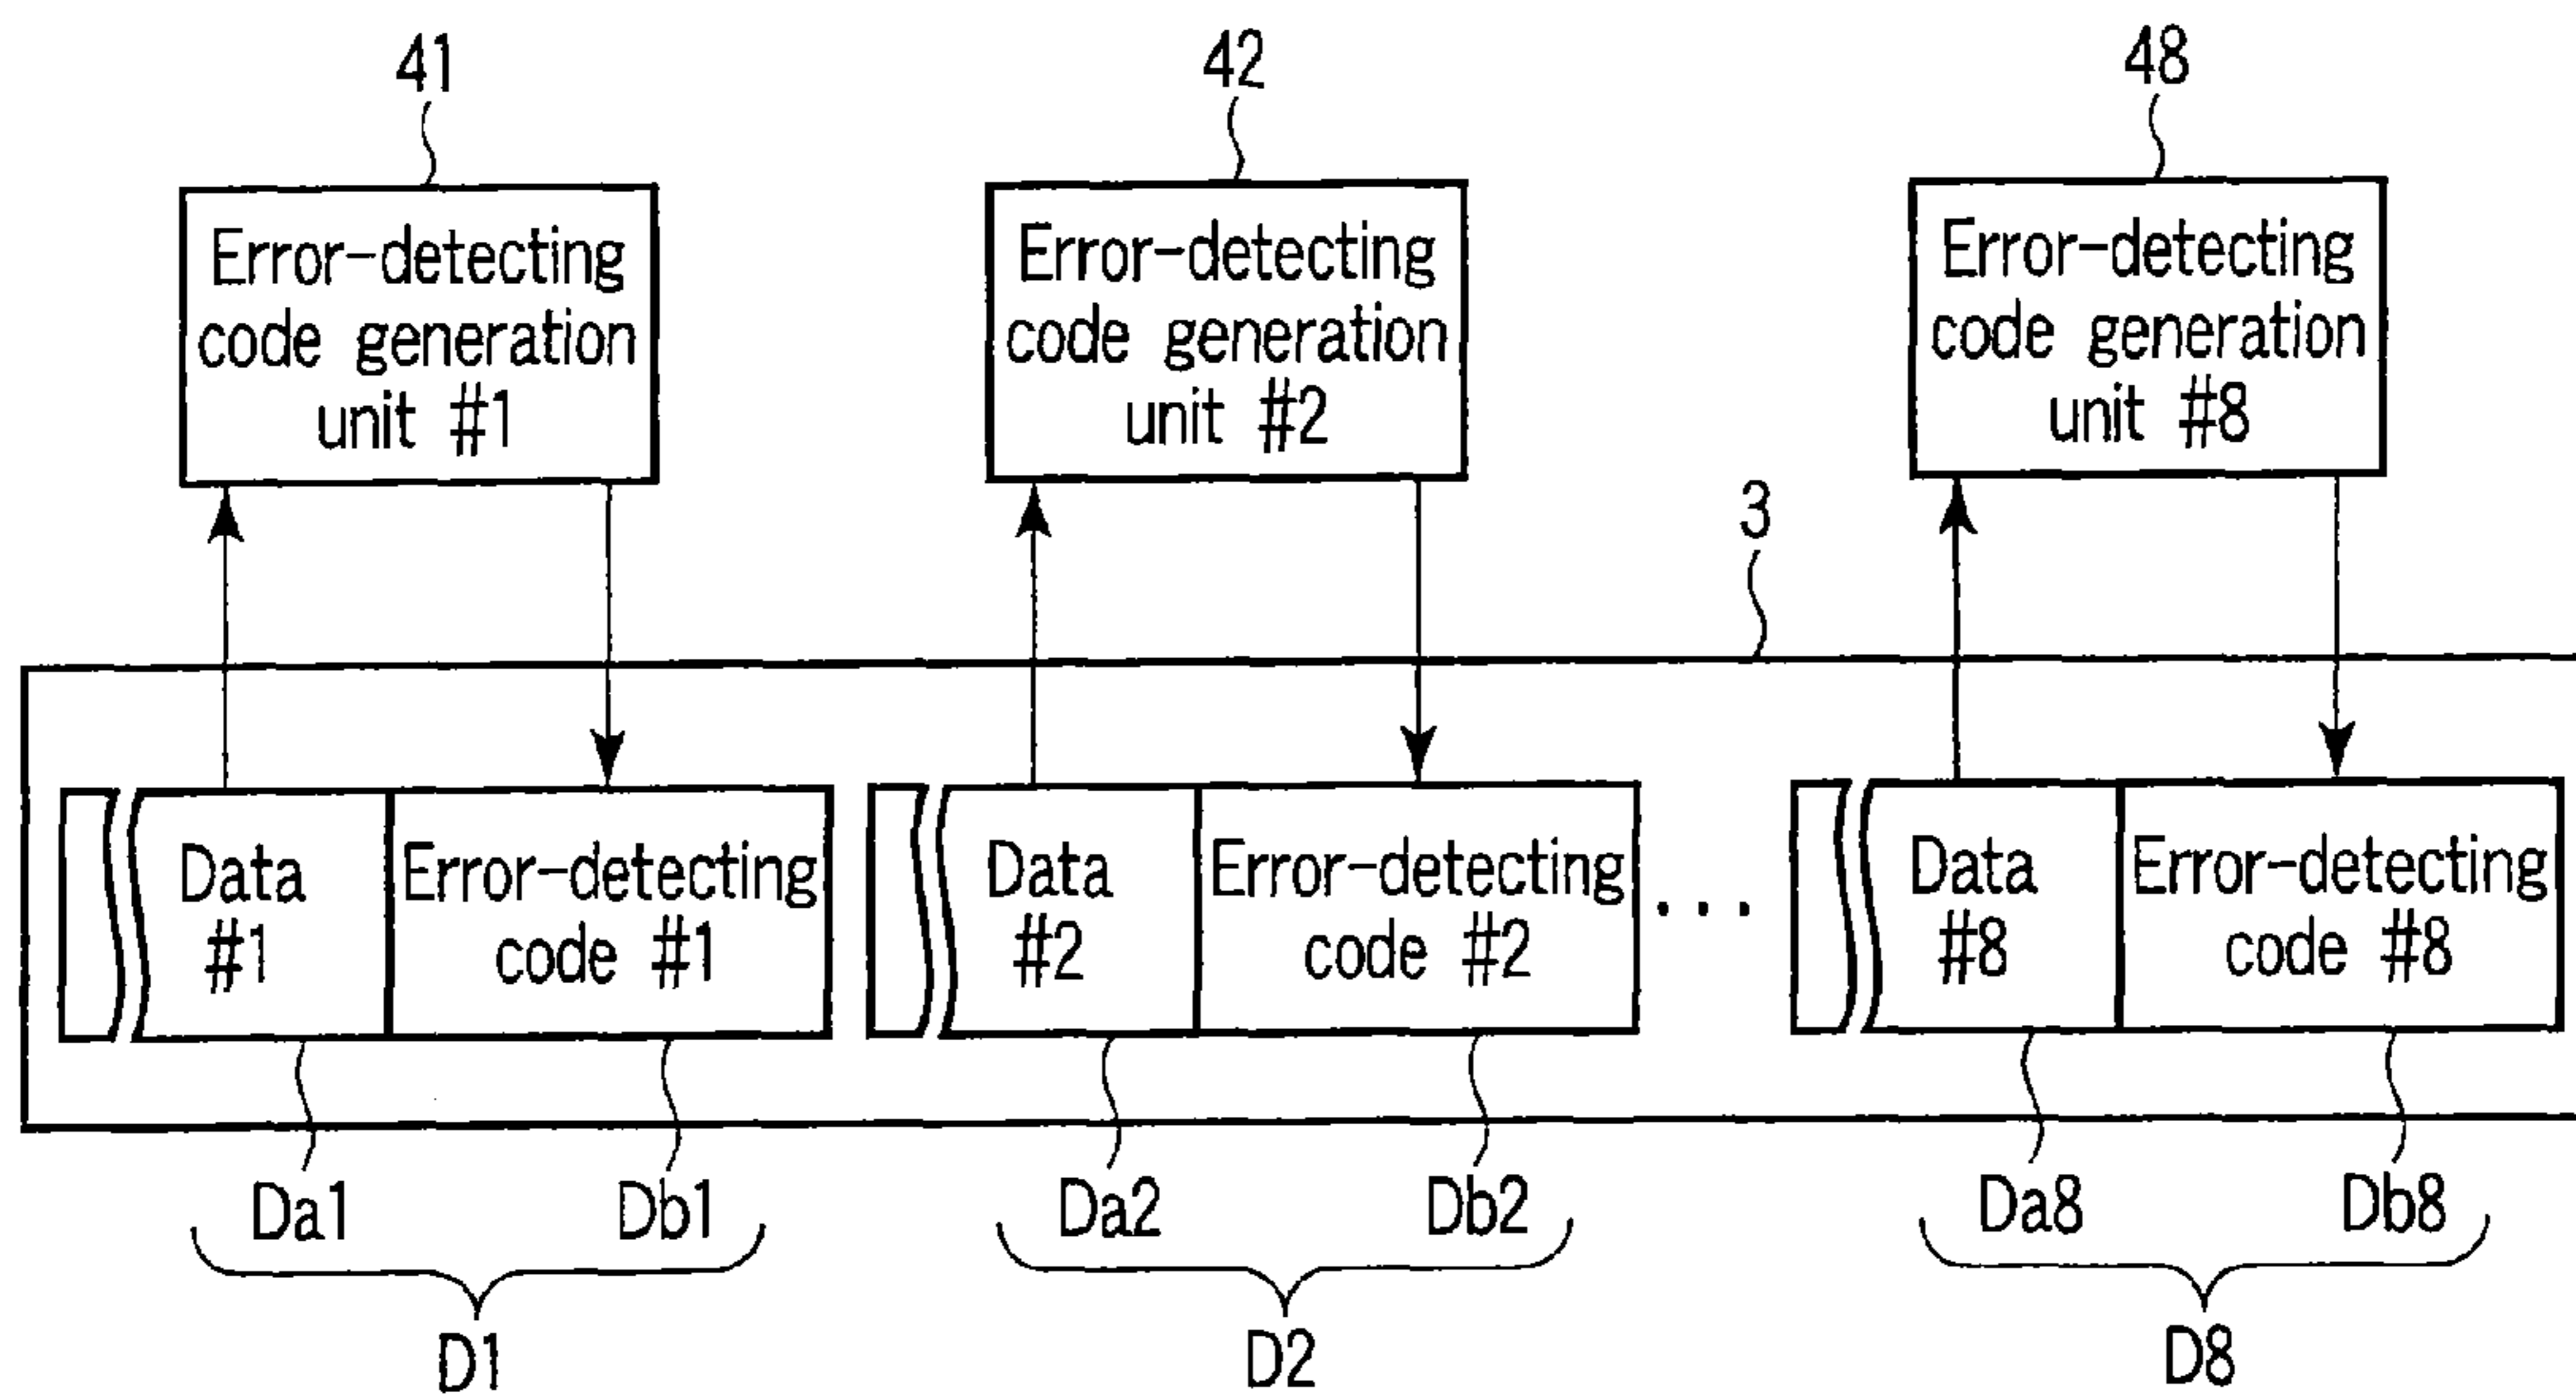 41
42
48
Error-detecting
code generation
unit #1
Error-detecting
code generation
unit #2
Error-detecting
code generation
unit #8
3
Data
#1
Error-detecting
code #1
Data
#2
Error-detecting
code #2
...
Data
#8
Error-detecting
code #8
Da1
Db1
Da2
Db2
Da8
Db8
D1
D2
D8